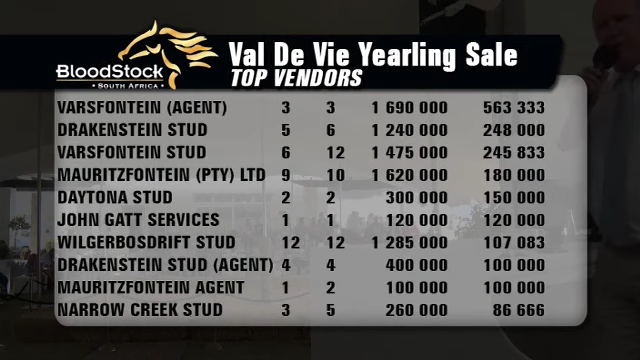 BloodStock
• SOUTH AFRICA •
Val De Vie Yearling Sale
TOP VENDORS
VARSFONTEIN (AGENT) 3 3 1 690 000 563 333
DRAKENSTEIN STUD 5 6 1 240 000 248 000
VARSFONTEIN STUD 6 12 1 475 000 245 833
MAURITZFONTEIN (PTY) LTD 9 10 1 620 000 180 000
DAYTONA STUD 2 2 300 000 150 000
JOHN GATT SERVICES 1 1 120 000 120 000
WILGERBOSDRIFT STUD 12 12 1 285 000 107 083
DRAKENSTEIN STUD (AGENT) 4 4 400 000 100 000
MAURITZFONTEIN AGENT 1 2 100 000 100 000
NARROW CREEK STUD 3 5 260 000 86 666